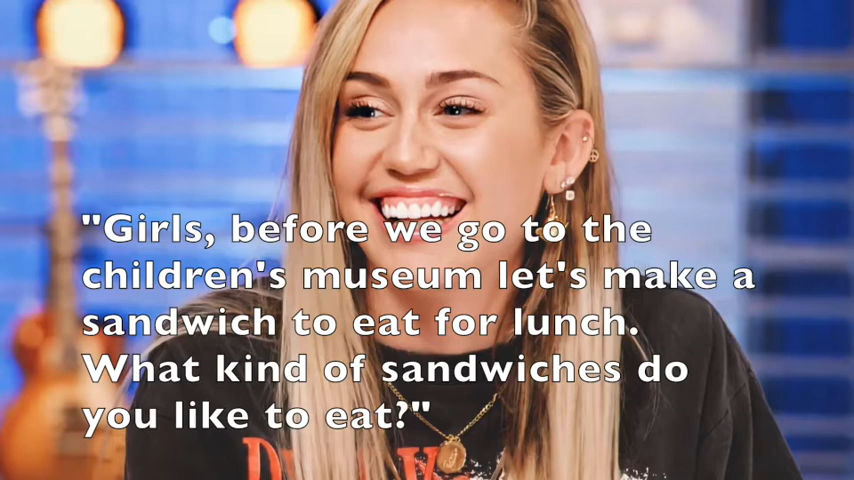 "Girls, before we go to the
children's museum let's make a
sandwich to eat for lunch.
What kind of sandwiches do
you like to eat?"